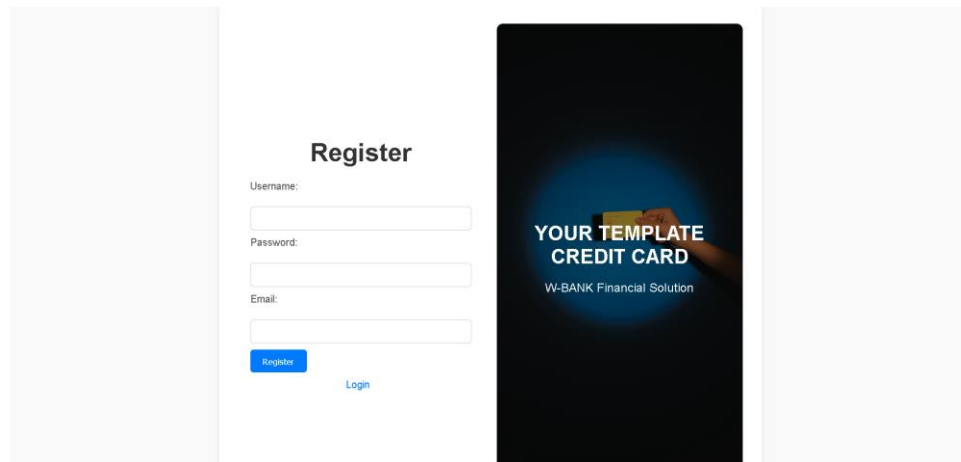 Register
Username:
Password:
Email:
Register
Login
YOUR TEMPLATE
CREDIT CARD
W-BANK Financial Solution